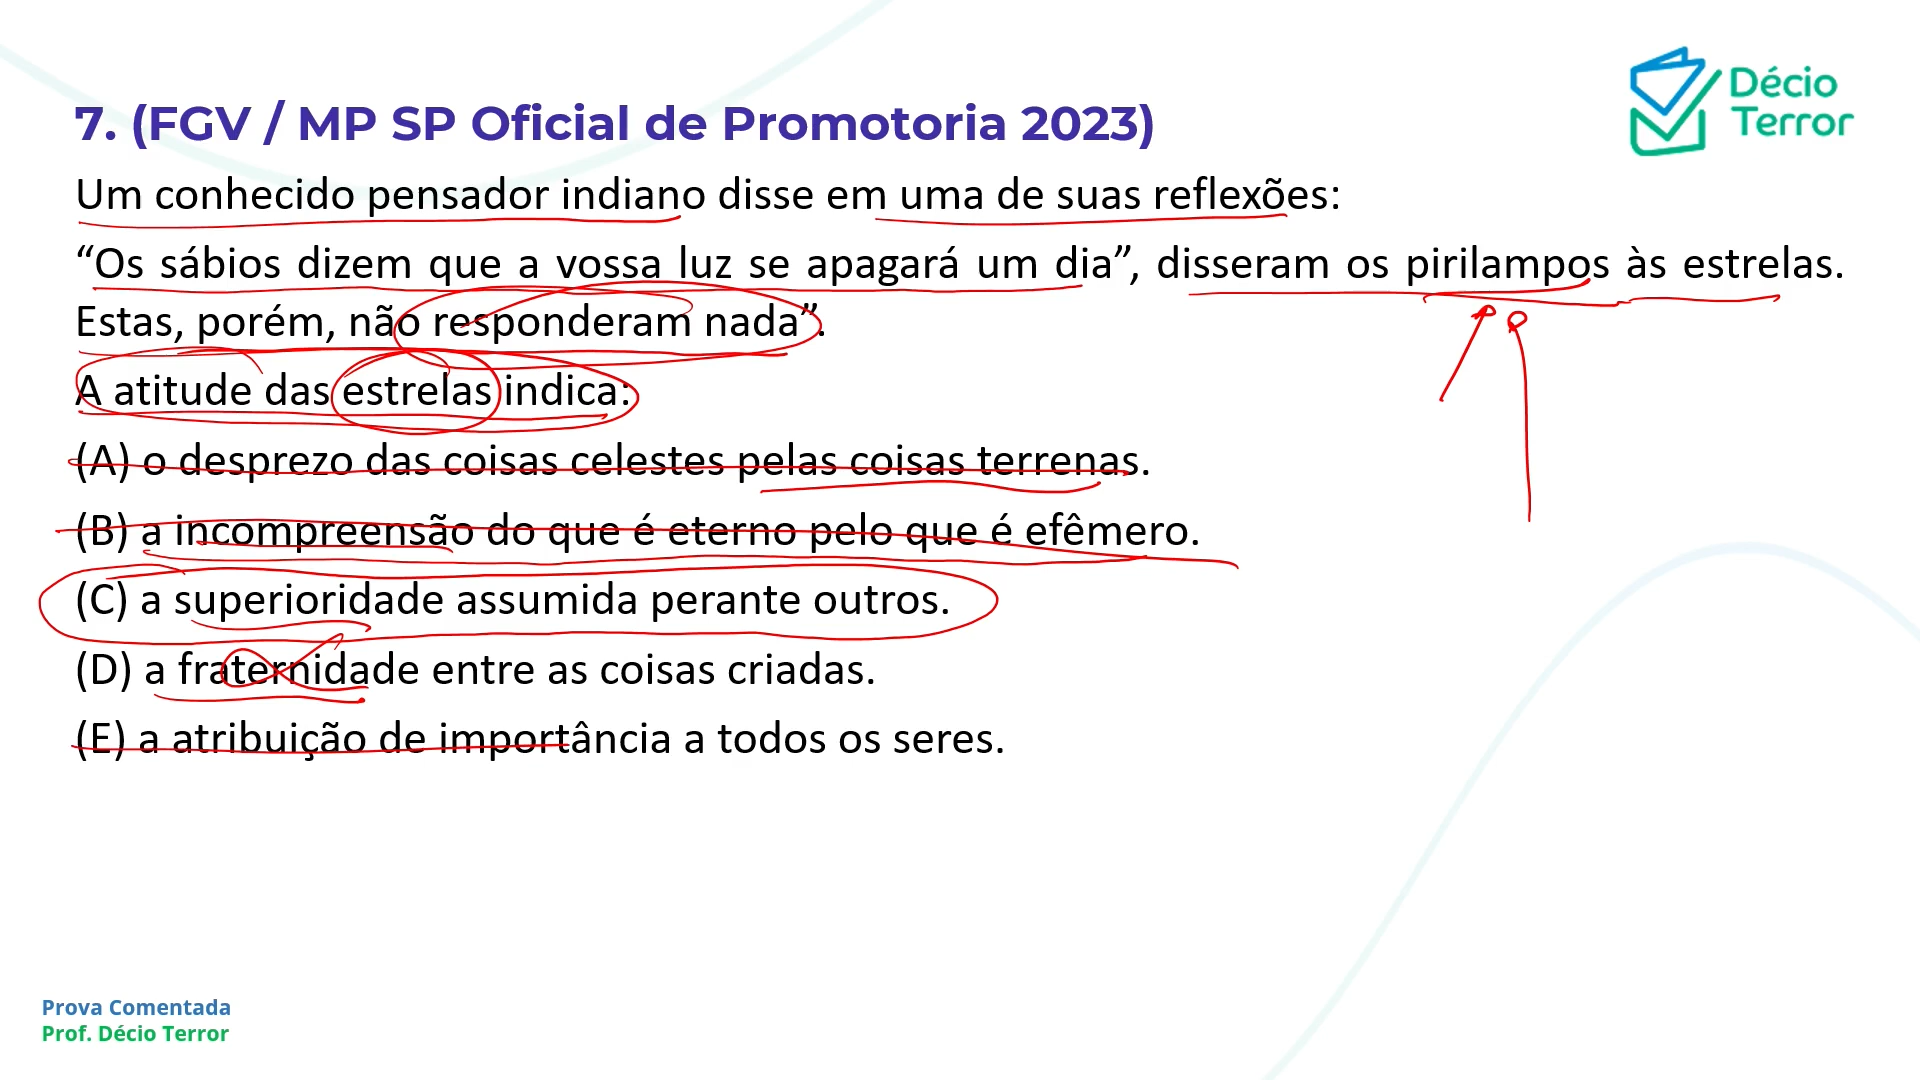 Décio
Terror
7. (FGV / MP SP Oficial de Promotoria 2023)
Um conhecido pensador indiano disse em uma de suas reflexões:
“Os sábios dizem que a vossa luz se apagará um dia”, disseram os pirilampos às estrelas.
Estas, porém, não responderam nada”.
A atitude das estrelas indica:
(A) o desprezo das coisas celestes pelas coisas terrenas.
(B) a incompreensão do que é eterno pelo que é efêmero.
(C) a superioridade assumida perante outros.
(D) a fraternidade entre as coisas criadas.
(E) a atribuição de importância a todos os seres.
Prova Comentada
Prof. Décio Terror